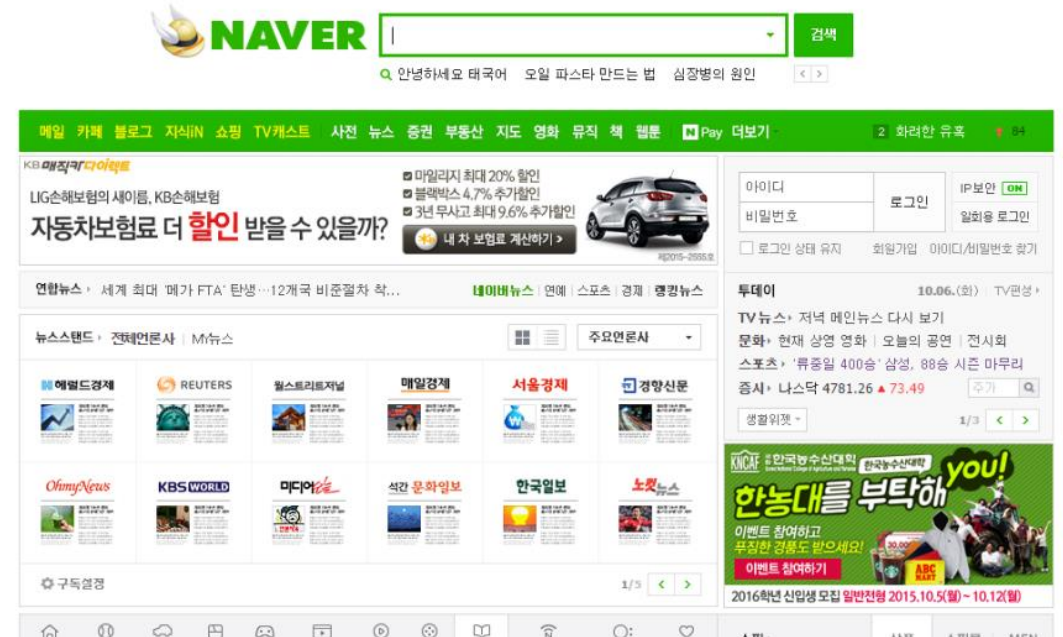 NAVER
검색
안녕하세요 태국어 오일 파스타 만드는 법 심장병의 원인
메일 카페 블로그 지식iN 쇼핑 TV캐스트 사전 뉴스 증권 부동산 지도 영화 뮤직 책 웹툰 N Pay 더보기
2 화려한 유혹 84
KB매직카다이렉트
LIG손해보험의 새이름, KB손해보험
자동차보험료 더 할인 받을 수 있을까?
마일리지 최대 20% 할인
블랙박스 4.7% 추가할인
3년 무사고 최대 9.6% 추가할인
내 차 보험료 계산하기
아이디
비밀번호
로그인
IP보안 ON
일회용 로그인
로그인 상태 유지 회원가입 아이디/비밀번호 찾기
연합뉴스 세계 최대 '메가 FTA' 탄생…12개국 비준절차 착...
네이버뉴스 연예 스포츠 경제 랭킹뉴스
투데이 10.06.(화) TV편성
TV뉴스 저녁 메인뉴스 다시 보기
문화 현재 상영 영화 오늘의 공연 전시회
스포츠 '류중일 400승' 삼성, 88승 시즌 마무리
증시 나스닥 4781.26 ▲ 73.49 주가
생활위젯 1/3
뉴스스탠드 전체언론사 MY뉴스
주요언론사
헤럴드경제 REUTERS 월스트리트저널 매일경제 서울경제 경향신문
OhmyNews KBS WORLD 미디어오늘 석간 문화일보 한국일보 노컷뉴스
구독설정 1/5
KNCAF 한국농수산대학
한국농수산대학 you!
한농대를 부탁해
이벤트 참여하고
푸짐한 경품도 받으세요!
이벤트 참여하기
30,000
ABC MART
2016학년 신입생 모집 일반전형 2015.10.5(월)~10.12(월)